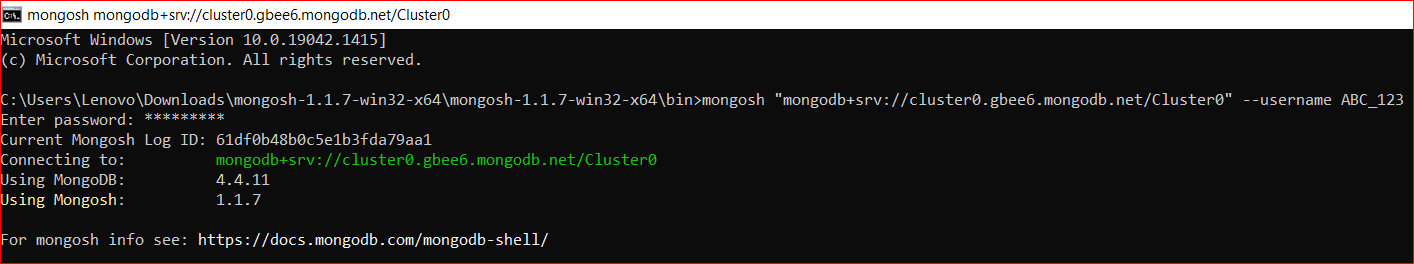 mongosh mongodb+srv://cluster0.gbee6.mongodb.net/Cluster0
Microsoft Windows [Version 10.0.19042.1415]
(c) Microsoft Corporation. All rights reserved.
C:\Users\Lenovo\Downloads\mongosh-1.1.7-win32-x64\mongosh-1.1.7-win32-x64\bin>mongosh "mongodb+srv://cluster0.gbee6.mongodb.net/Cluster0" --username ABC_123
Enter password: *********
Current Mongosh Log ID: 61df0b48b0c5e1b3fda79aa1
Connecting to: mongodb+srv://cluster0.gbee6.mongodb.net/Cluster0
Using MongoDB: 4.4.11
Using Mongosh: 1.1.7
For mongosh info see: https://docs.mongodb.com/mongodb-shell/